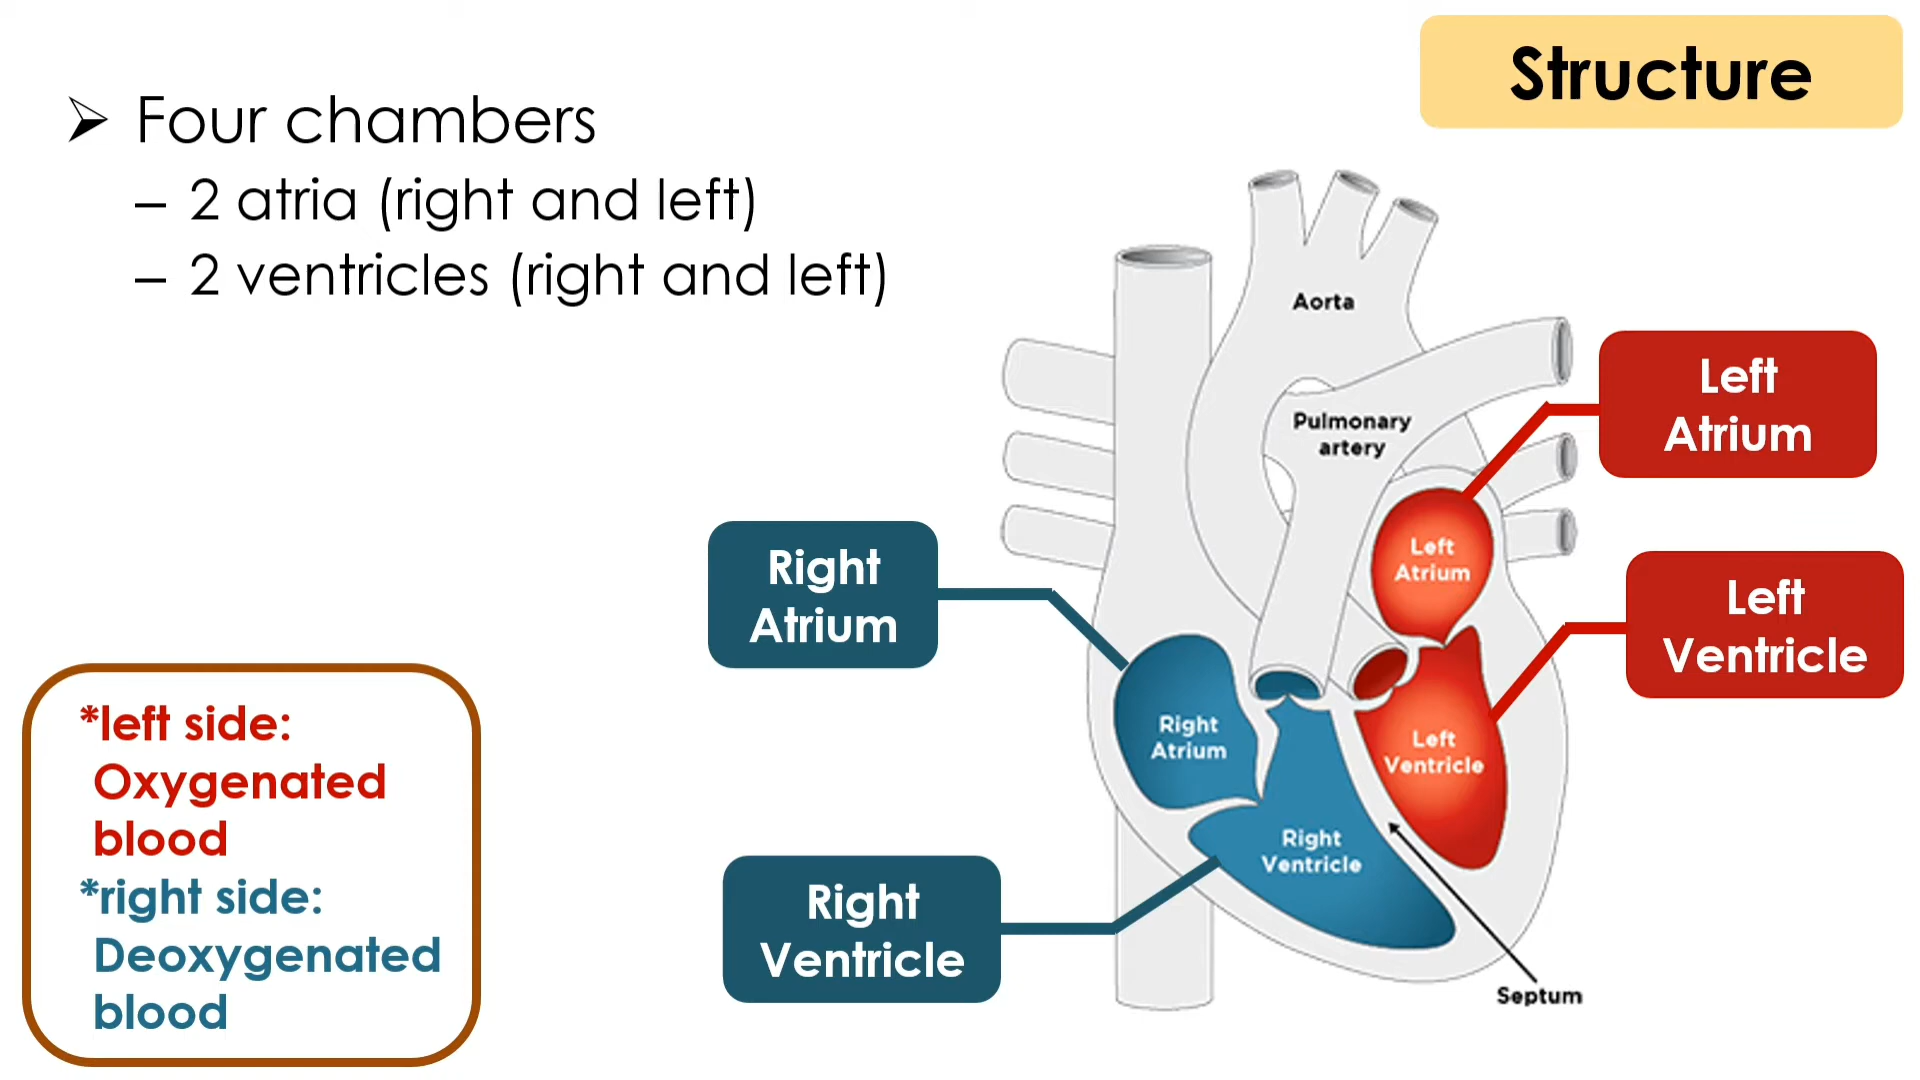 Structure
➢ Four chambers
– 2 atria (right and left)
– 2 ventricles (right and left)
Aorta
Pulmonary
artery
Left
Atrium
Left
Atrium
Right
Atrium
Left
Ventricle
Right
Atrium
Left
Ventricle
Right
Ventricle
Right
Ventricle
Septum
*left side:
Oxygenated
blood
*right side:
Deoxygenated
blood